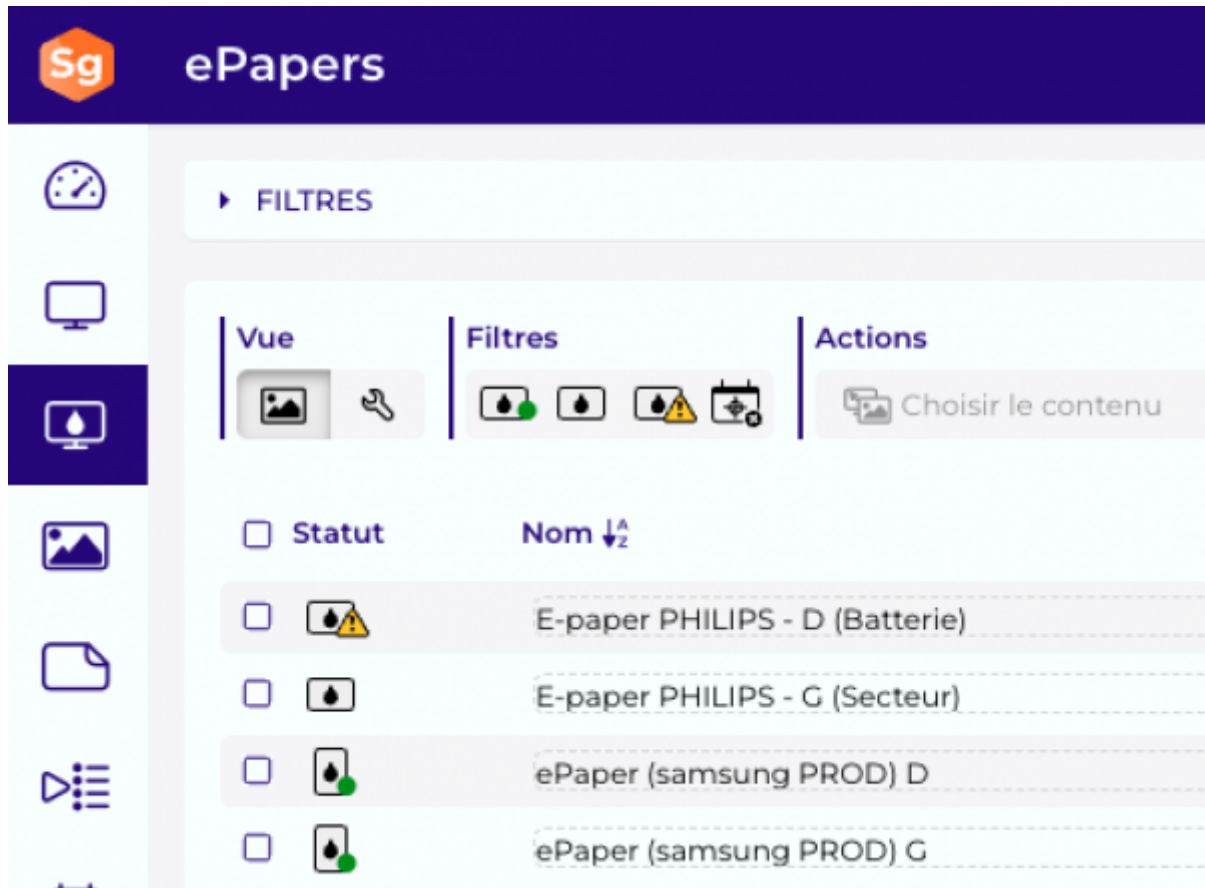 Sg
ePapers
FILTRES
Vue
Filtres
Actions
Choisir le contenu
Statut
Nom
E-paper PHILIPS - D (Batterie)
E-paper PHILIPS - G (Secteur)
ePaper (samsung PROD) D
ePaper (samsung PROD) G